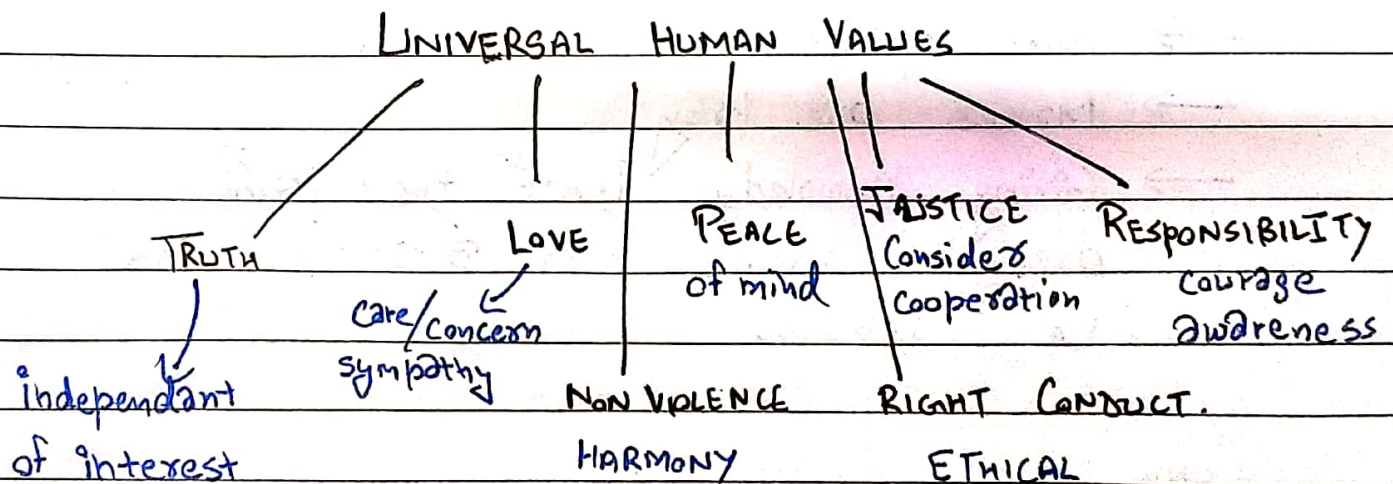 UNIVERSAL HUMAN VALUES
TRUTH
independant
of interest
LOVE
care/concern
sympathy
NON VIOLENCE
HARMONY
PEACE
of mind
JUSTICE
Consider
cooperation
RIGHT CONDUCT.
ETHICAL
RESPONSIBILITY
courage
awareness